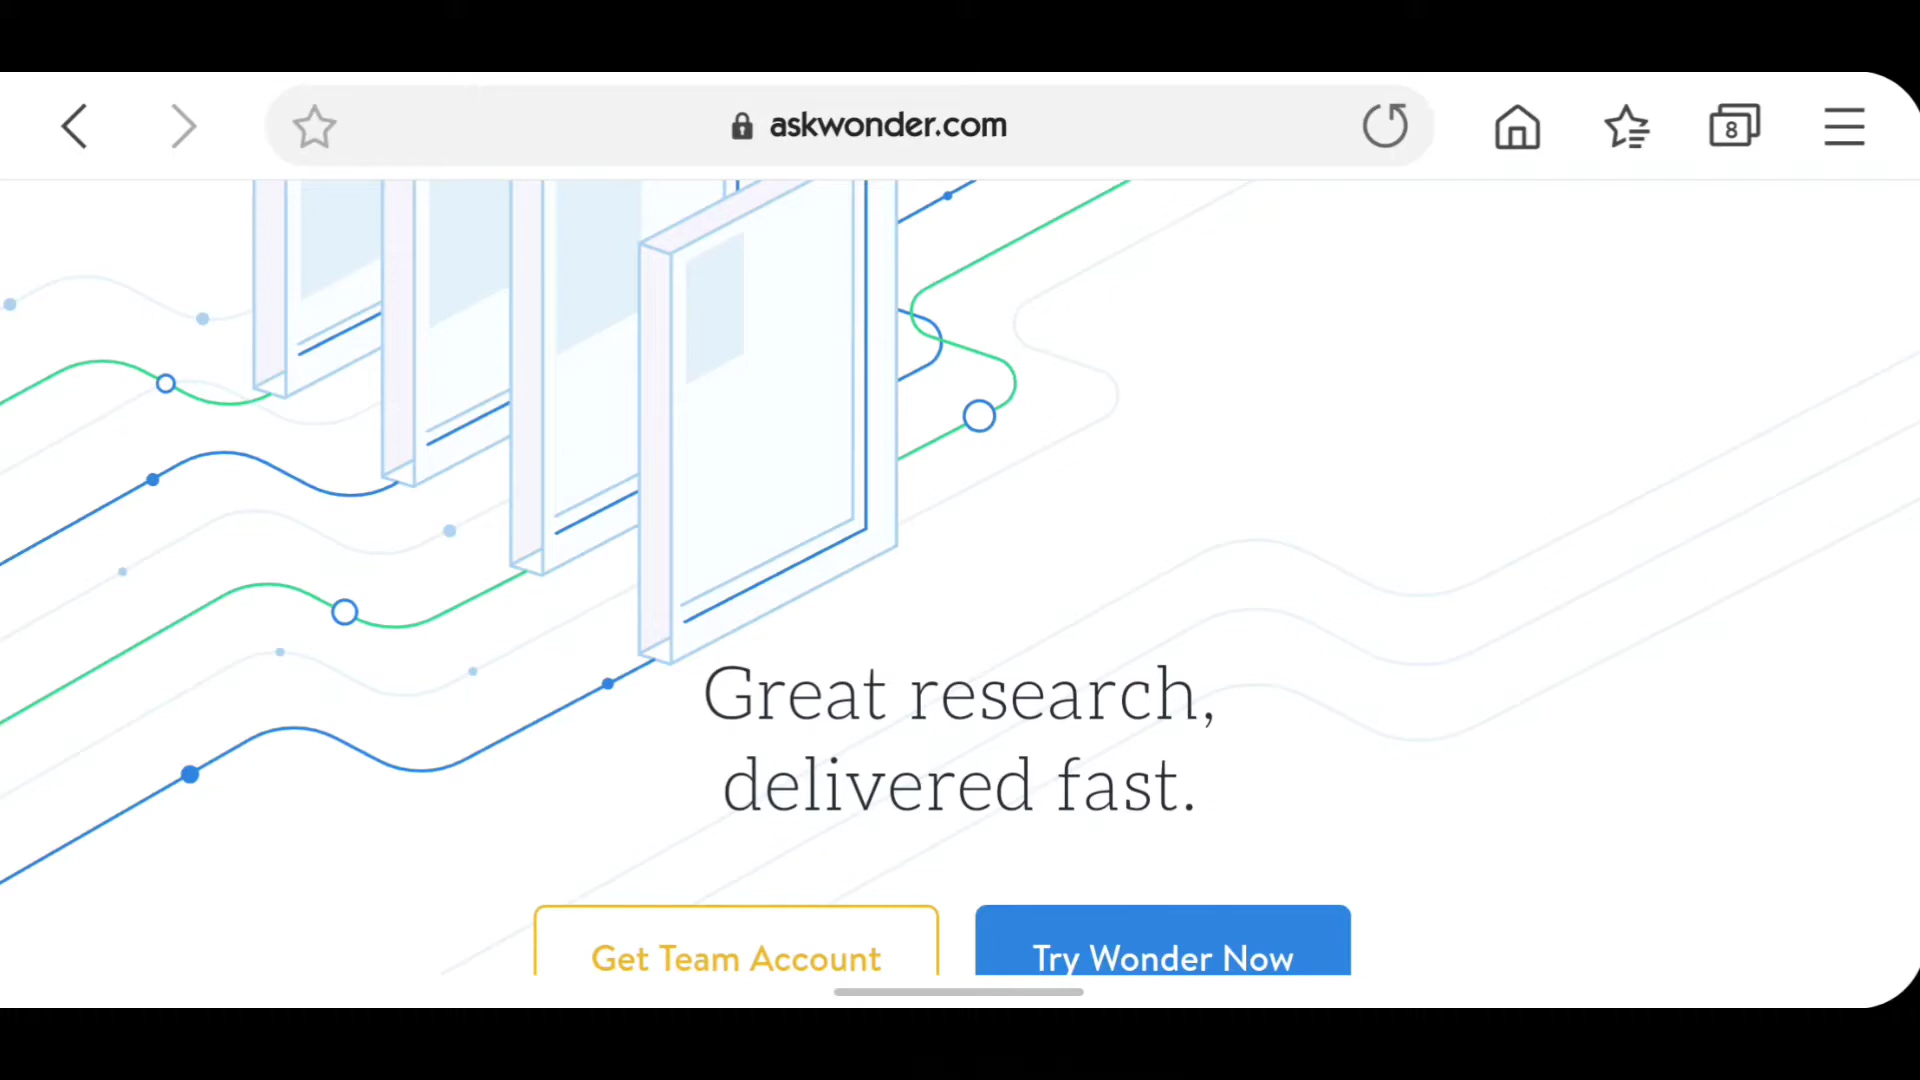 askwonder.com
8
Great research,
delivered fast.
Get Team Account
Try Wonder Now